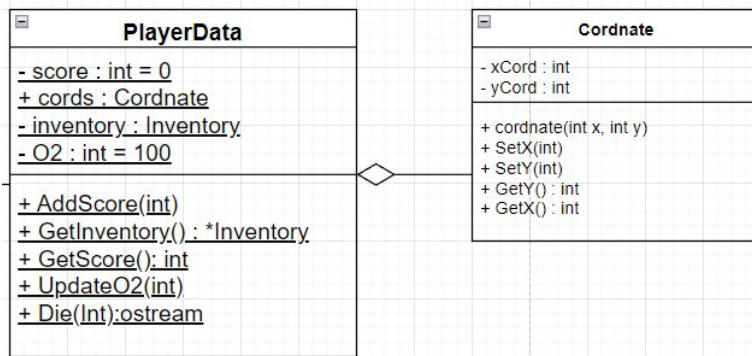 PlayerData
- score : int = 0
+ cords : Cordnate
- inventory : Inventory
- O2 : int = 100
+ AddScore(int)
+ GetInventory() : *Inventory
+ GetScore(): int
+ UpdateO2(int)
+ Die(Int):ostream
Cordnate
- xCord : int
- yCord : int
+ cordnate(int x, int y)
+ SetX(int)
+ SetY(int)
+ GetY() : int
+ GetX() : int